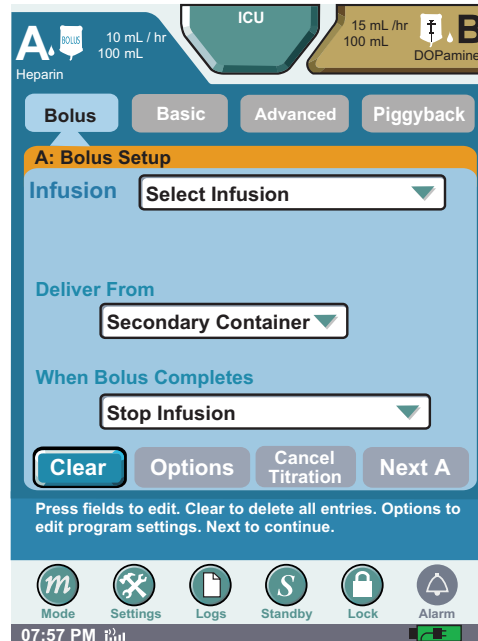 ICU
A. BOLUS 10 mL / hr
100 mL
Heparin
15 mL /hr
100 mL
. B
DOPamine
Bolus Basic Advanced Piggyback
A: Bolus Setup
Infusion Select Infusion
Deliver From
Secondary Container
When Bolus Completes
Stop Infusion
Clear Options Cancel Titration Next A
Press fields to edit. Clear to delete all entries. Options to
edit program settings. Next to continue.
m S
Mode Settings Logs Standby Lock Alarm
07:57 PM